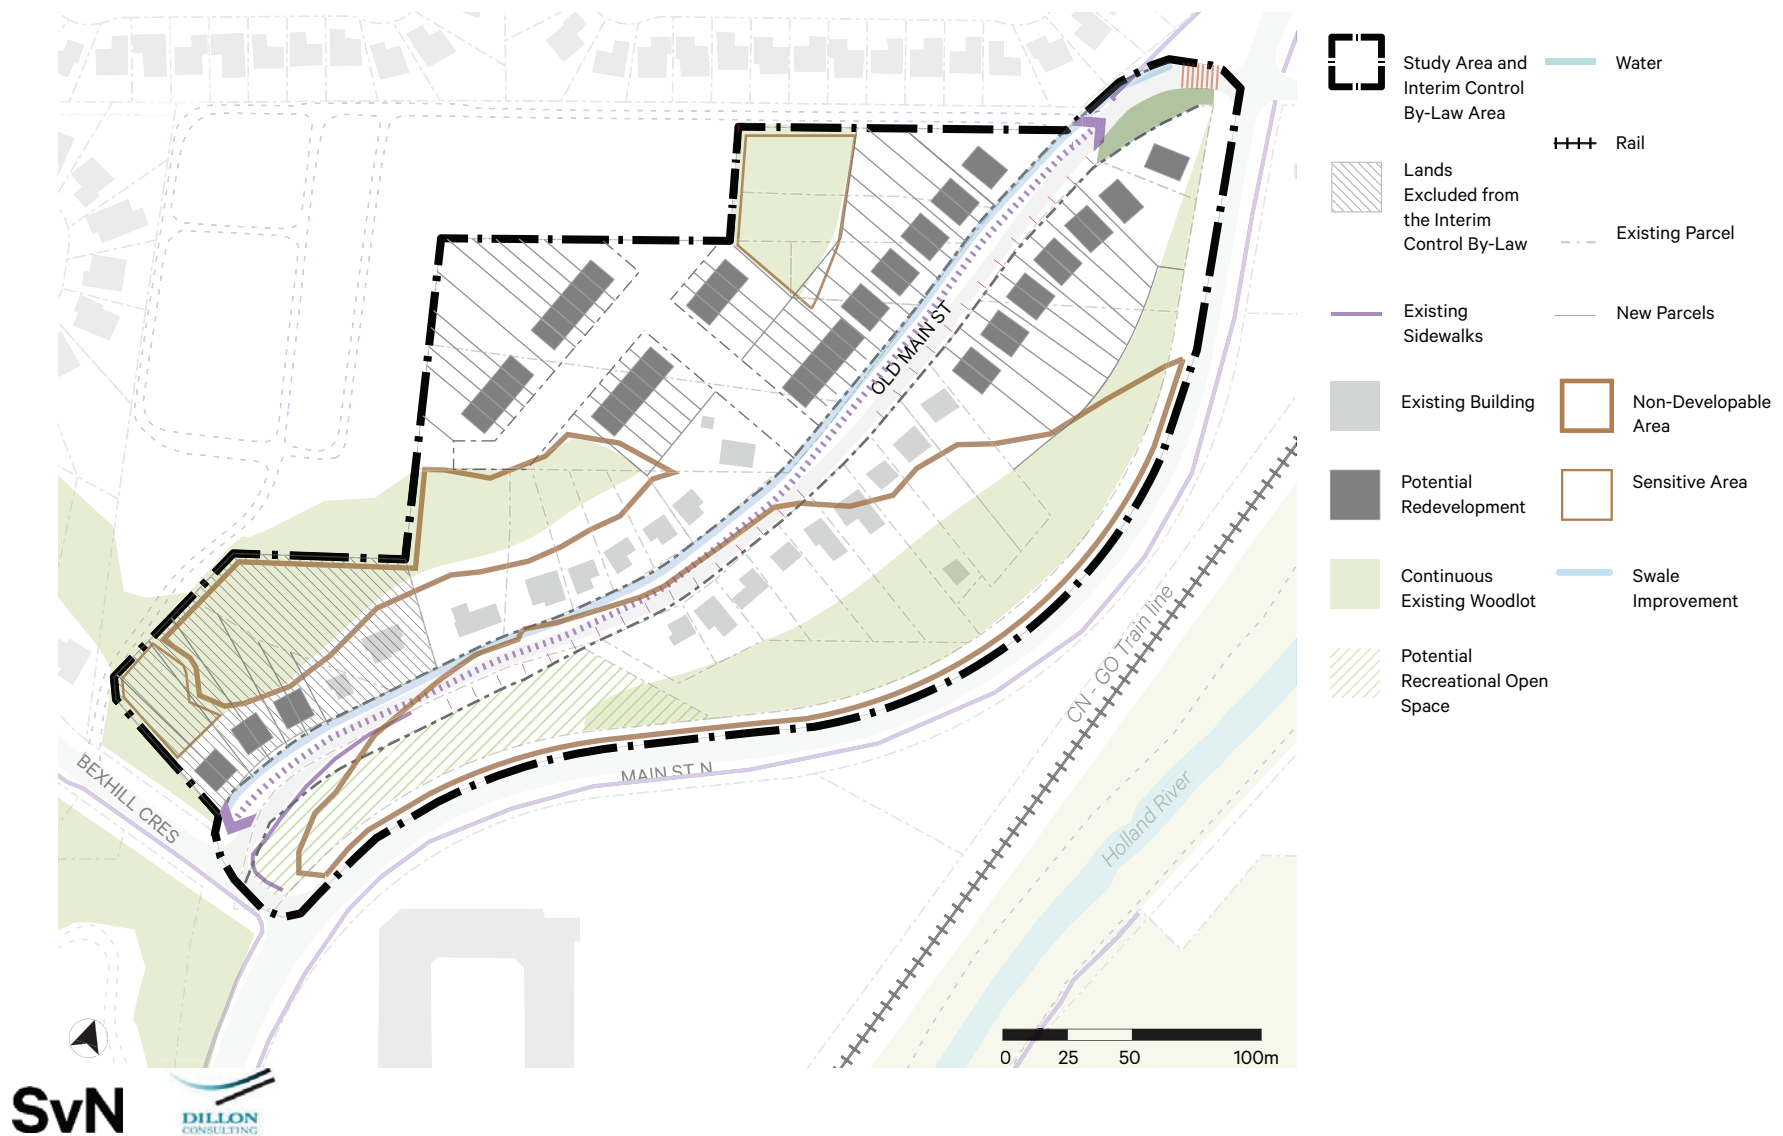 OLD MAIN ST
BEXHILL CRES
MAIN ST N
CN - GO Train line
Holland River
0 25 50 100m
SvN
DILLON
CONSULTING
Study Area and
Interim Control
By-Law Area
Lands
Excluded from
the Interim
Control By-Law
Existing
Sidewalks
Existing Building
Potential
Redevelopment
Continuous
Existing Woodlot
Potential
Recreational Open
Space
Water
Rail
Existing Parcel
New Parcels
Non-Developable
Area
Sensitive Area
Swale
Improvement